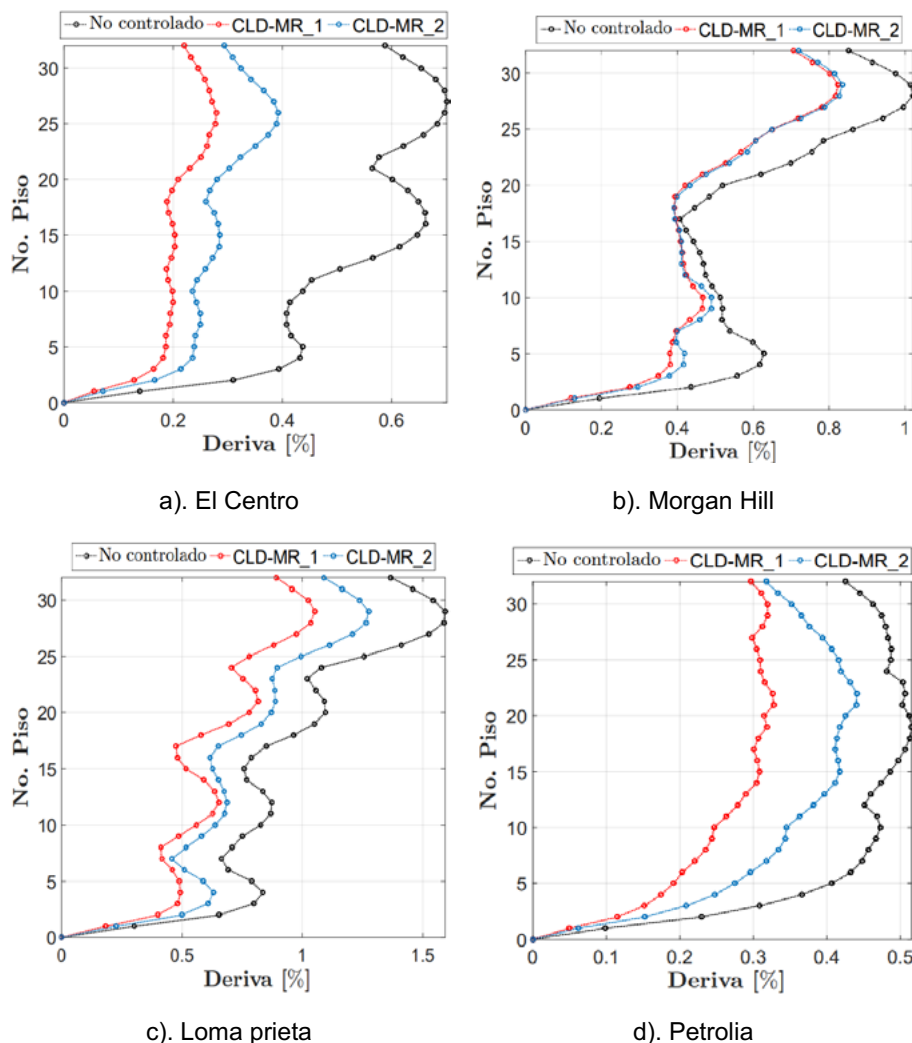 No controlado CLD-MR_1 CLD-MR_2
No. Piso
30
25
20
15
10
5
0
0 0.2 0.4 0.6
Deriva [%]
a). El Centro
No controlado CLD-MR_1 CLD-MR_2
No. Piso
30
25
20
15
10
5
0
0 0.2 0.4 0.6 0.8 1
Deriva [%]
b). Morgan Hill
No controlado CLD-MR_1 CLD-MR_2
No. Piso
30
25
20
15
10
5
0
0 0.5 1 1.5
Deriva [%]
c). Loma prieta
No controlado CLD-MR_1 CLD-MR_2
No. Piso
30
25
20
15
10
5
0
0 0.1 0.2 0.3 0.4 0.5
Deriva [%]
d). Petrolia